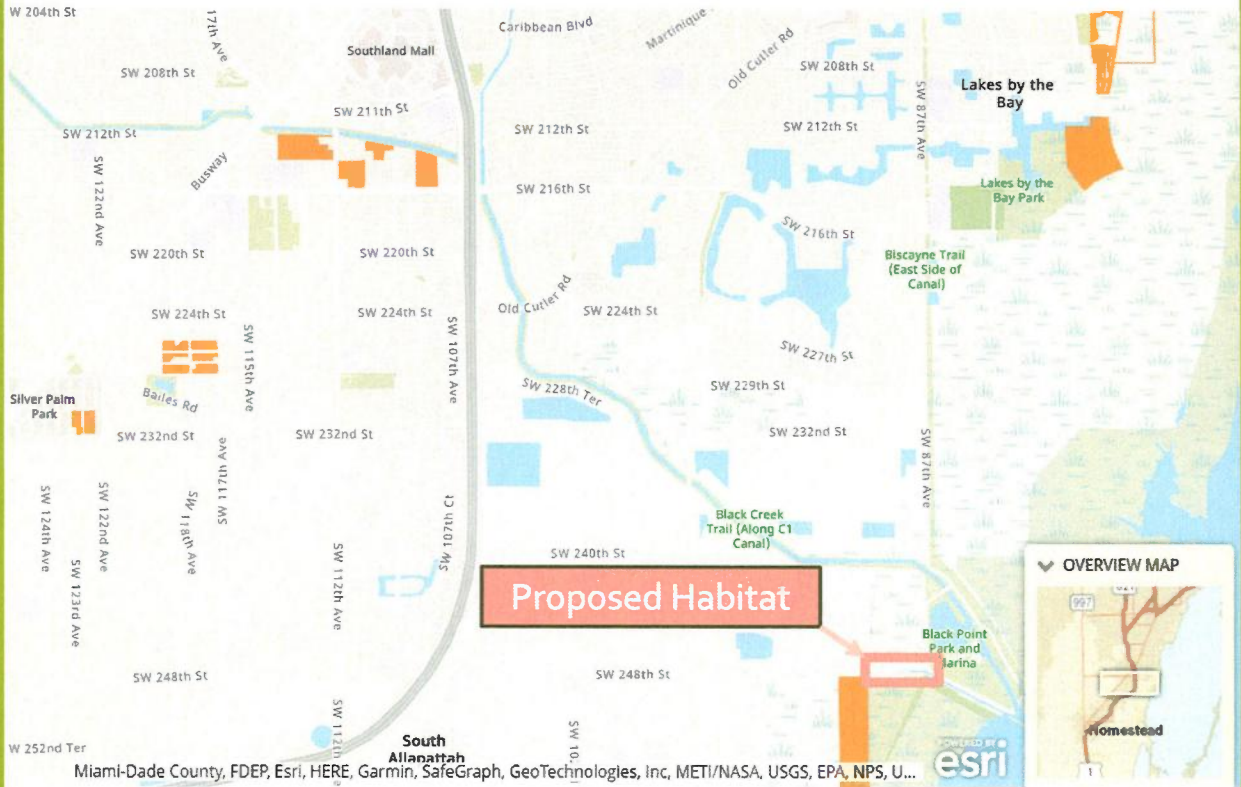 W 204th St
17th Ave
Caribbean Blvd
Martinique
Southland Mall
Old Cutler Rd
SW 208th St
SW 208th St
SW 87th Ave
Lakes by the
Bay
SW 211th St
SW 212th St
SW 212th St
SW 212th St
Busway
SW 122nd Ave
SW 216th St
Lakes by the
Bay Park
SW 216th St
SW 220th St
SW 220th St
Biscayne Trail
(East Side of
Canal)
Old Cutler Rd
SW 224th St
SW 224th St
SW 224th St
SW 115th Ave
SW 107th Ave
SW 227th St
SW 228th Ter
SW 229th St
Silver Palm
Park
Bailes Rd
SW 232nd St
SW 232nd St
SW 232nd St
SW 87th Ave
SW 117th Ave
SW 124th Ave
SW 122nd Ave
SW 118th Ave
SW 107th Ct
Black Creek
Trail (Along C1
Canal)
SW 240th St
SW 123rd Ave
SW 112th Ave
OVERVIEW MAP
997
821
Homestead
1
Proposed Habitat
Black Point
Park and
Marina
SW 248th St
SW 248th St
SW 112th
SW 10
W 252nd Ter
South
Allapattah
POWERED BY
esri
Miami-Dade County, FDEP, Esri, HERE, Garmin, SafeGraph, GeoTechnologies, Inc, METI/NASA, USGS, EPA, NPS, U...